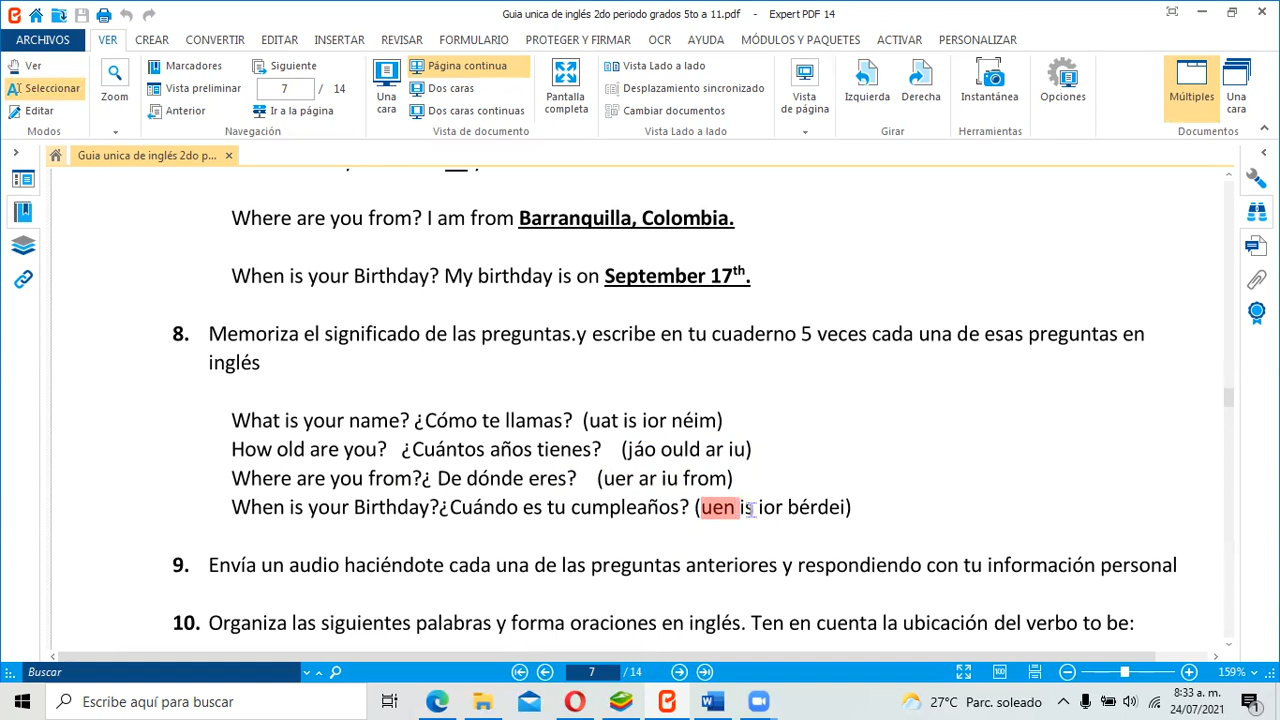 Guia unica de inglés 2do periodo grados 5to a 11.pdf - Expert PDF 14
ARCHIVOS VER CREAR CONVERTIR EDITAR INSERTAR REVISAR FORMULARIO PROTEGER Y FIRMAR OCR AYUDA MÓDULOS Y PAQUETES ACTIVAR PERSONALIZAR
Ver
Seleccionar
Editar
Modos
Zoom
Marcadores
Vista preliminar
Anterior
Siguiente
7 / 14
Ir a la página
Navegación
Una cara
Página continua
Dos caras
Dos caras continuas
Vista de documento
Vista Lado a lado
Desplazamiento sincronizado
Cambiar documentos
Vista Lado a lado
Pantalla completa
Vista de página
Izquierda
Derecha
Girar
Instantánea
Herramientas
Opciones
Múltiples
Una cara
Documentos
Guia unica de inglés 2do p...
Where are you from? I am from Barranquilla, Colombia.
When is your Birthday? My birthday is on September 17th.
8. Memoriza el significado de las preguntas.y escribe en tu cuaderno 5 veces cada una de esas preguntas en
inglés
What is your name? ¿Cómo te llamas? (uat is ior néim)
How old are you? ¿Cuántos años tienes? (jáo ould ar iu)
Where are you from?¿ De dónde eres? (uer ar iu from)
When is your Birthday?¿Cuándo es tu cumpleaños? (uen is ior bérdei)
9. Envía un audio haciéndote cada una de las preguntas anteriores y respondiendo con tu información personal
10. Organiza las siguientes palabras y forma oraciones en inglés. Ten en cuenta la ubicación del verbo to be:
Buscar
7 / 14
159%
Escribe aquí para buscar
27°C Parc. soleado
8:33 a. m.
24/07/2021